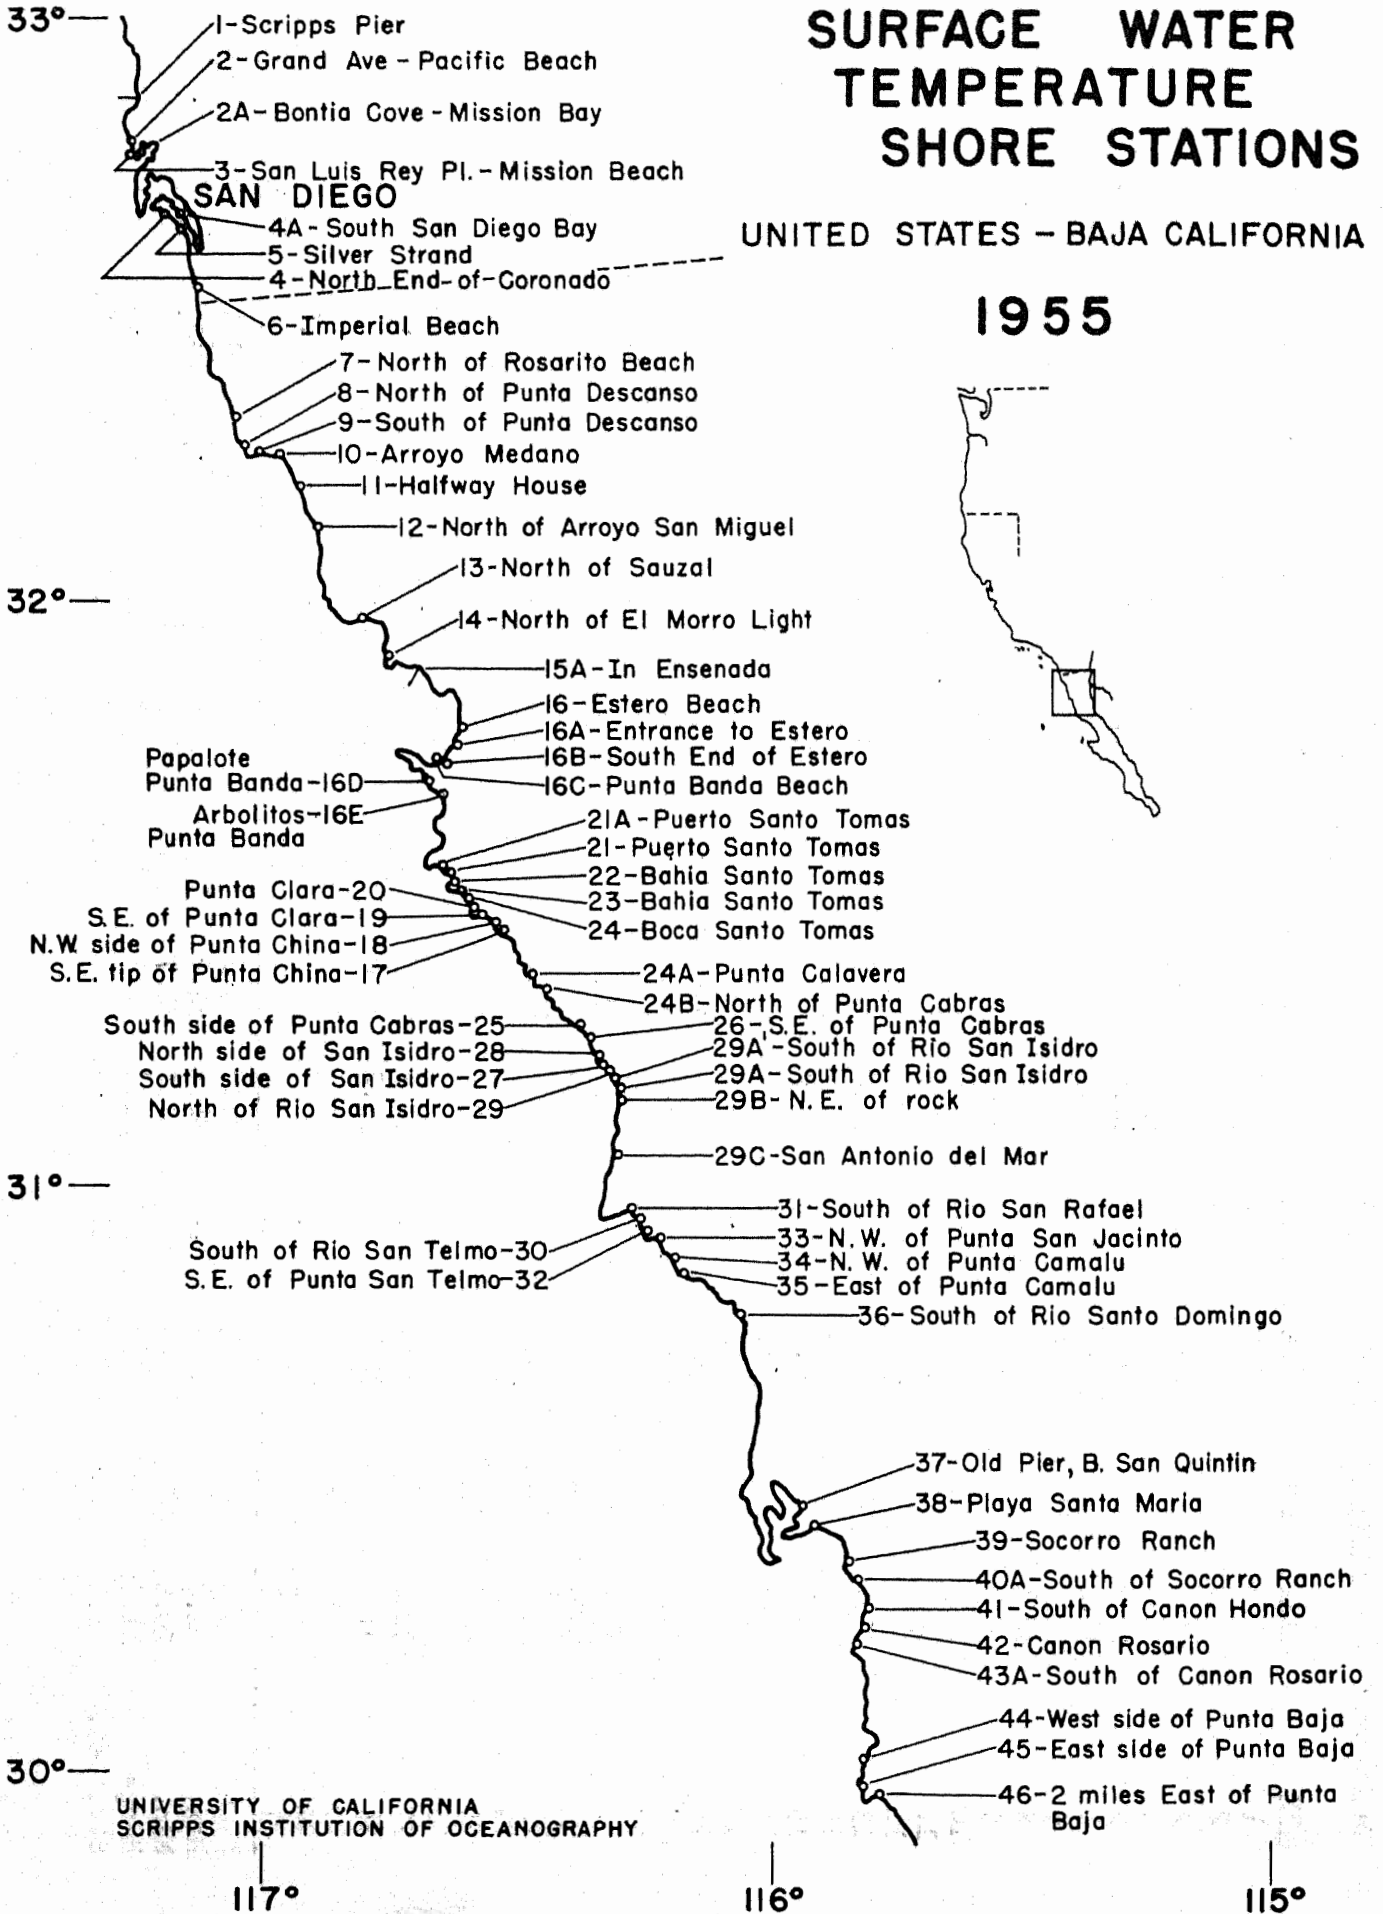 SURFACE WATER
TEMPERATURE
SHORE STATIONS
UNITED STATES - BAJA CALIFORNIA
1955
33°
1-Scripps Pier
2-Grand Ave - Pacific Beach
2A-Bontia Cove - Mission Bay
3-San Luis Rey Pl. - Mission Beach
SAN DIEGO
4A-South San Diego Bay
5-Silver Strand
4-North End-of-Coronado
6-Imperial Beach
7-North of Rosarito Beach
8-North of Punta Descanso
9-South of Punta Descanso
10-Arroyo Medano
11-Halfway House
12-North of Arroyo San Miguel
13-North of Sauzal
32°
14-North of El Morro Light
15A-In Ensenada
16-Estero Beach
16A-Entrance to Estero
16B-South End of Estero
16C-Punta Banda Beach
Papalote
Punta Banda-16D
Arbolitos-16E
Punta Banda
21A-Puerto Santo Tomas
21-Puerto Santo Tomas
22-Bahia Santo Tomas
23-Bahia Santo Tomas
24-Boca Santo Tomas
Punta Clara-20
S.E. of Punta Clara-19
N.W. side of Punta China-18
S.E. tip of Punta China-17
24A-Punta Calavera
24B-North of Punta Cabras
South side of Punta Cabras-25
26-S.E. of Punta Cabras
North side of San Isidro-28
29A'-South of Rio San Isidro
South side of San Isidro-27
29A-South of Rio San Isidro
North of Rio San Isidro-29
29B-N.E. of rock
29C-San Antonio del Mar
31°
31-South of Rio San Rafael
33-N.W. of Punta San Jacinto
South of Rio San Telmo-30
34-N.W. of Punta Camalu
S.E. of Punta San Telmo-32
35-East of Punta Camalu
36-South of Rio Santo Domingo
37-Old Pier, B. San Quintin
38-Playa Santa Maria
39-Socorro Ranch
40A-South of Socorro Ranch
41-South of Canon Hondo
42-Canon Rosario
43A-South of Canon Rosario
44-West side of Punta Baja
45-East side of Punta Baja
30°
46-2 miles East of Punta
Baja
UNIVERSITY OF CALIFORNIA
SCRIPPS INSTITUTION OF OCEANOGRAPHY
117° 116° 115°